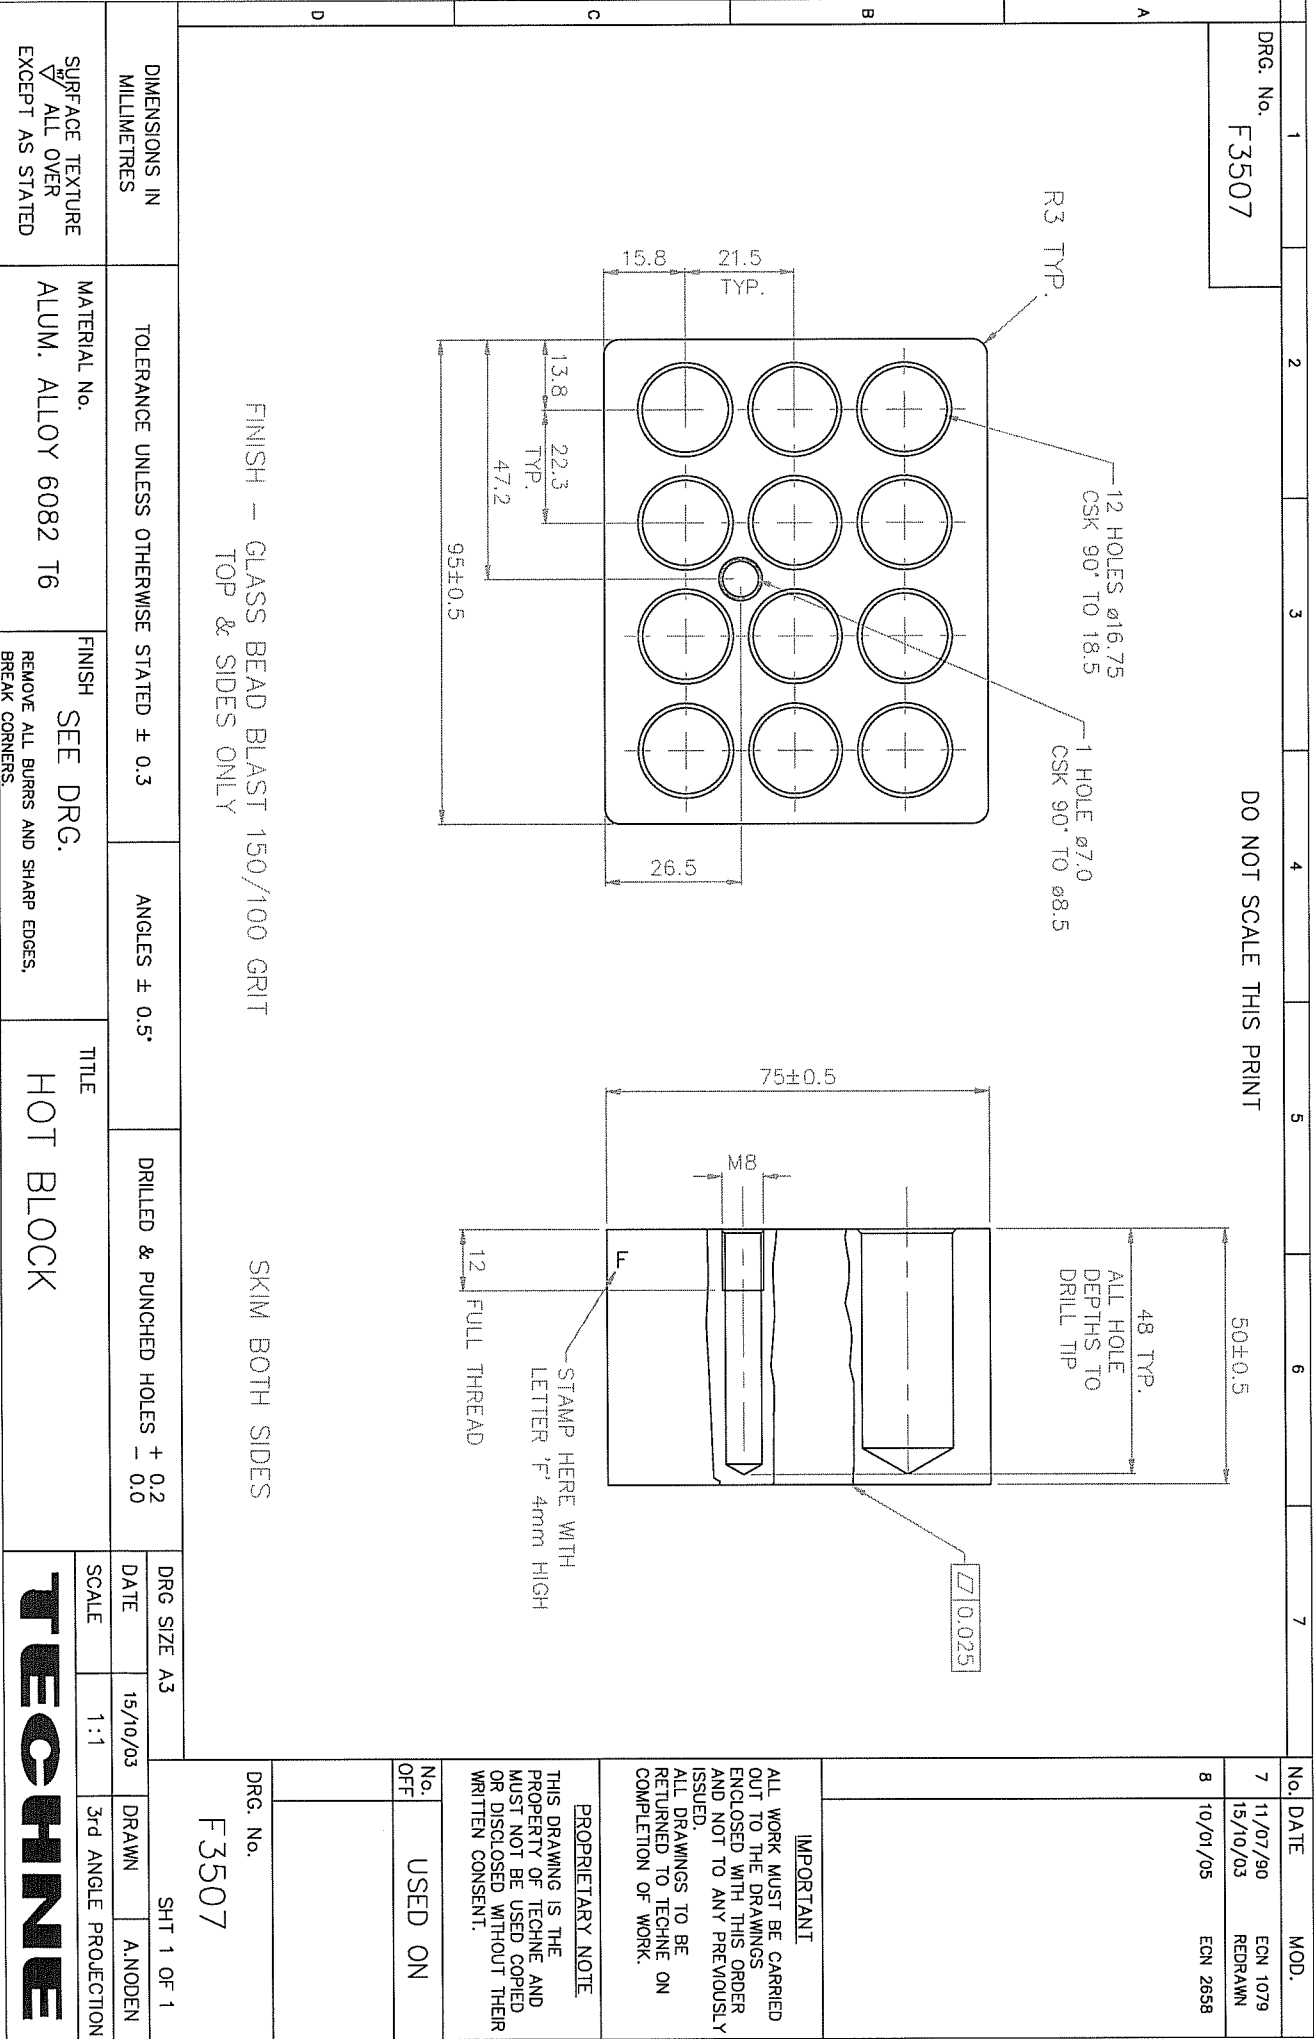 1 2 3 4 5 6 7
A
B
C
D
DRG. No.
F3507
DO NOT SCALE THIS PRINT
No. DATE MOD.
7 11/07/90 ECN 1079
15/10/03 REDRAWN
8 10/01/05 ECN 2658
R3 TYP.
12 HOLES ø16.75
CSK 90° TO 18.5
1 HOLE ø7.0
CSK 90° TO ø8.5
15.8
21.5
TYP.
13.8
22.3
TYP.
47.2
95±0.5
26.5
75±0.5
M8
50±0.5
48 TYP.
ALL HOLE
DEPTHS TO
DRILL TIP
F
12 FULL THREAD
STAMP HERE WITH
LETTER 'F' 4mm HIGH
⏥ 0.025
FINISH - GLASS BEAD BLAST 150/100 GRIT
TOP & SIDES ONLY
SKIM BOTH SIDES
IMPORTANT
ALL WORK MUST BE CARRIED
OUT TO THE DRAWINGS
ENCLOSED WITH THIS ORDER
AND NOT TO ANY PREVIOUSLY
ISSUED.
ALL DRAWINGS TO BE
RETURNED TO TECHNE ON
COMPLETION OF WORK.
PROPRIETARY NOTE
THIS DRAWING IS THE
PROPERTY OF TECHNE AND
MUST NOT BE USED COPIED
OR DISCLOSED WITHOUT THEIR
WRITTEN CONSENT.
No. OFF
USED ON
DRG. No.
F3507
DIMENSIONS IN
MILLIMETRES
TOLERANCE UNLESS OTHERWISE STATED ± 0.3
ANGLES ± 0.5°
DRILLED & PUNCHED HOLES + 0.2
- 0.0
DRG SIZE A3
SHT 1 OF 1
DATE 15/10/03 DRAWN A.NODEN
SCALE 1:1 3rd ANGLE PROJECTION
SURFACE TEXTURE
N7 ALL OVER
EXCEPT AS STATED
MATERIAL No.
ALUM. ALLOY 6082 T6
FINISH
SEE DRG.
REMOVE ALL BURRS AND SHARP EDGES,
BREAK CORNERS.
TITLE
HOT BLOCK
TECHNE